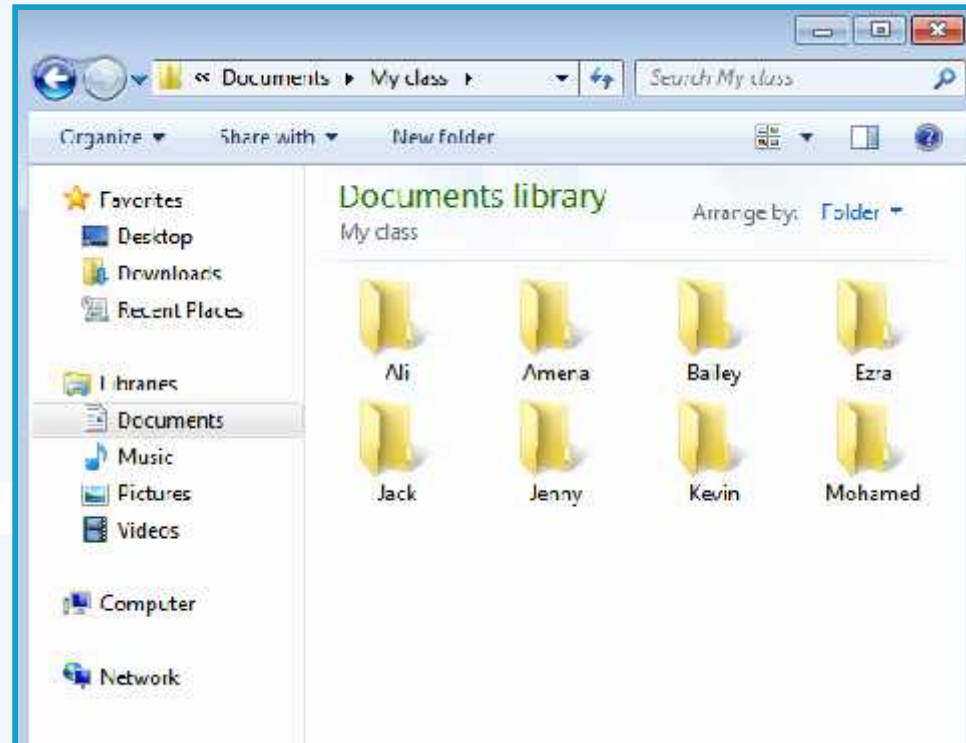 « Documents ▸ My class ▸
Search My class
Organize ▾ Share with ▾ New folder
Favorites
Desktop
Downloads
Recent Places
Libraries
Documents
Music
Pictures
Videos
Computer
Network
Documents library
My class
Arrange by: Folder ▾
Ali Amena Bailey Ezra
Jack Jenny Kevin Mohamed